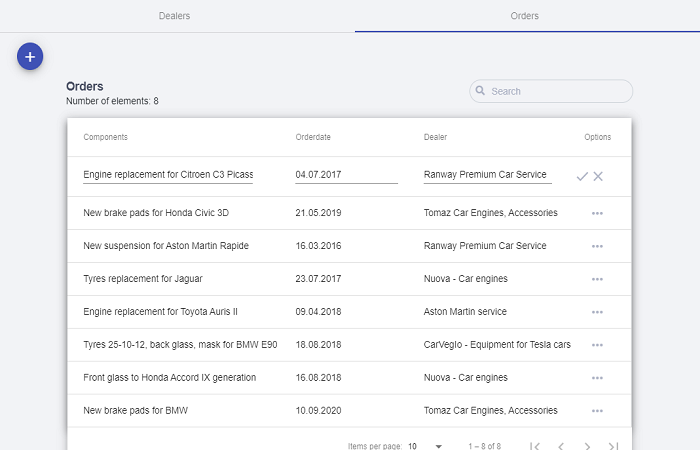 Dealers Orders
+
Orders
Number of elements: 8
Search
Components Orderdate Dealer Options
Engine replacement for Citroen C3 Picass 04.07.2017 Ranway Premium Car Service
New brake pads for Honda Civic 3D 21.05.2019 Tomaz Car Engines, Accessories
New suspension for Aston Martin Rapide 16.03.2016 Ranway Premium Car Service
Tyres replacement for Jaguar 23.07.2017 Nuova - Car engines
Engine replacement for Toyota Auris II 09.04.2018 Aston Martin service
Tyres 25-10-12, back glass, mask for BMW E90 18.08.2018 CarVeglo - Equipment for Tesla cars
Front glass to Honda Accord IX generation 16.08.2018 Nuova - Car engines
New brake pads for BMW 10.09.2020 Tomaz Car Engines, Accessories
Items per page: 10 1 – 8 of 8